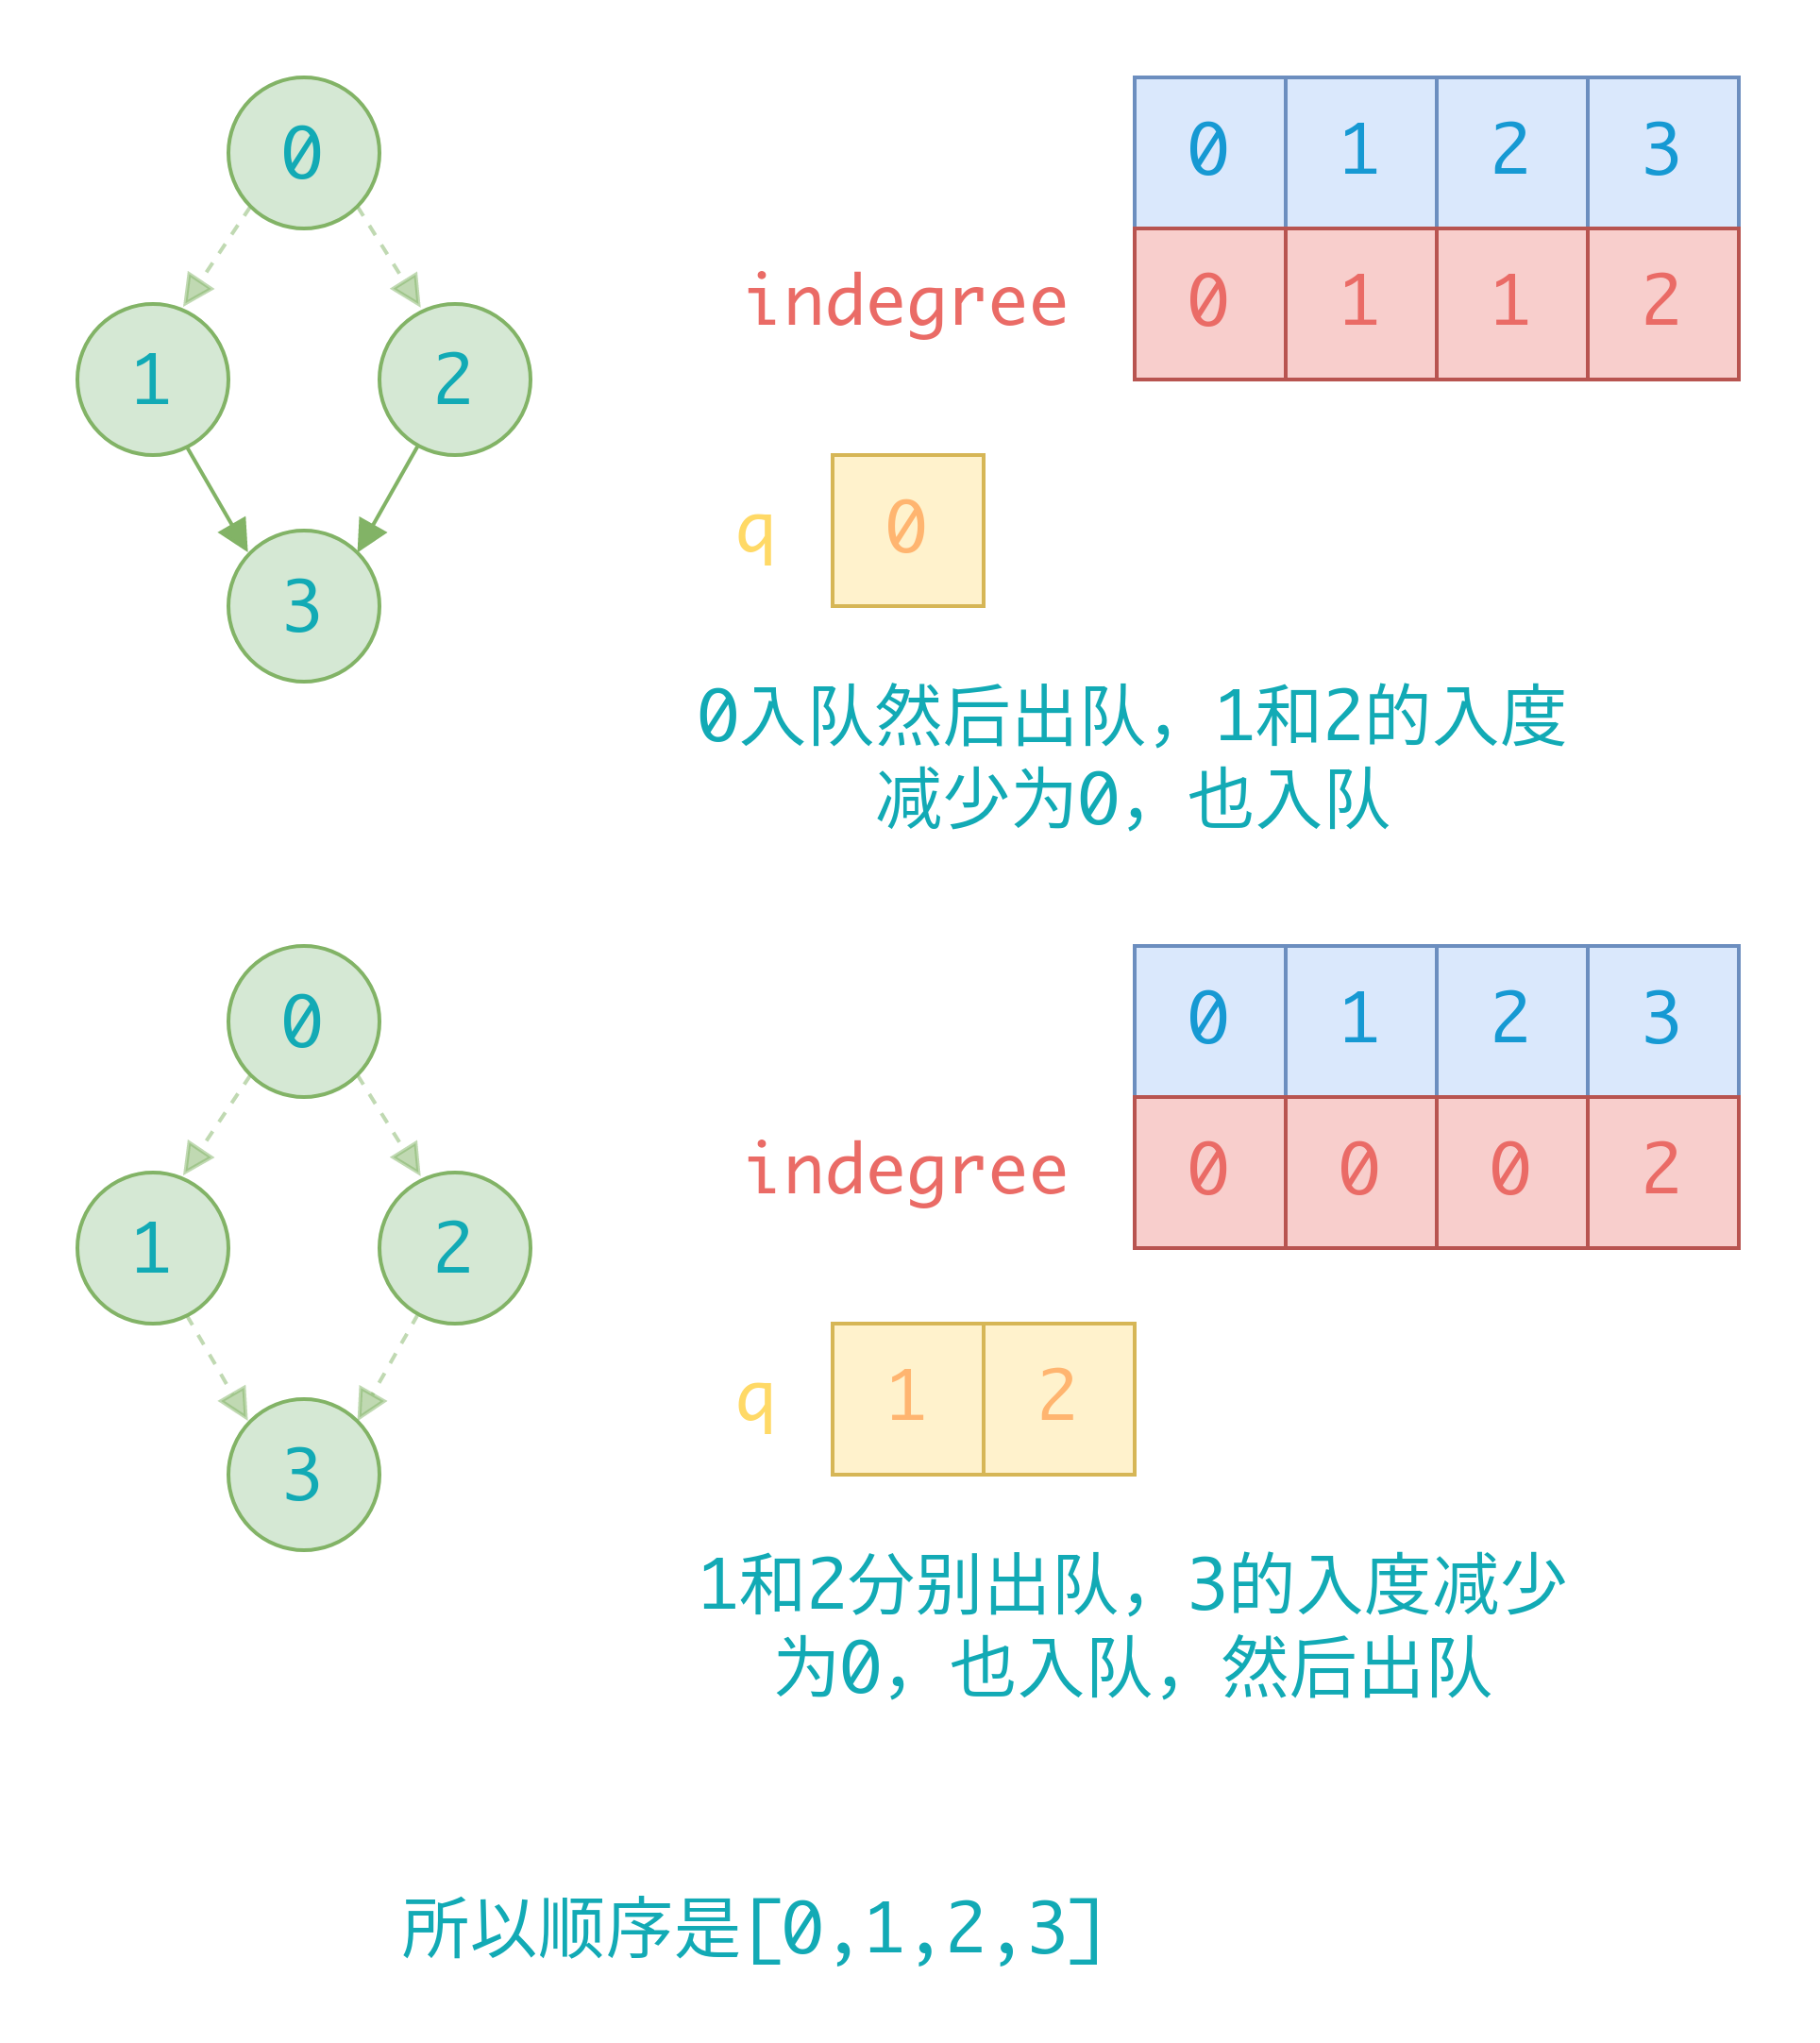 0
1
2
3
0 1 2 3
indegree 0 1 1 2
q 0
0入队然后出队，1和2的入度
减少为0，也入队
0
1
2
3
0 1 2 3
indegree 0 0 0 2
q 1 2
1和2分别出队，3的入度减少
为0，也入队，然后出队
所以顺序是[0,1,2,3]